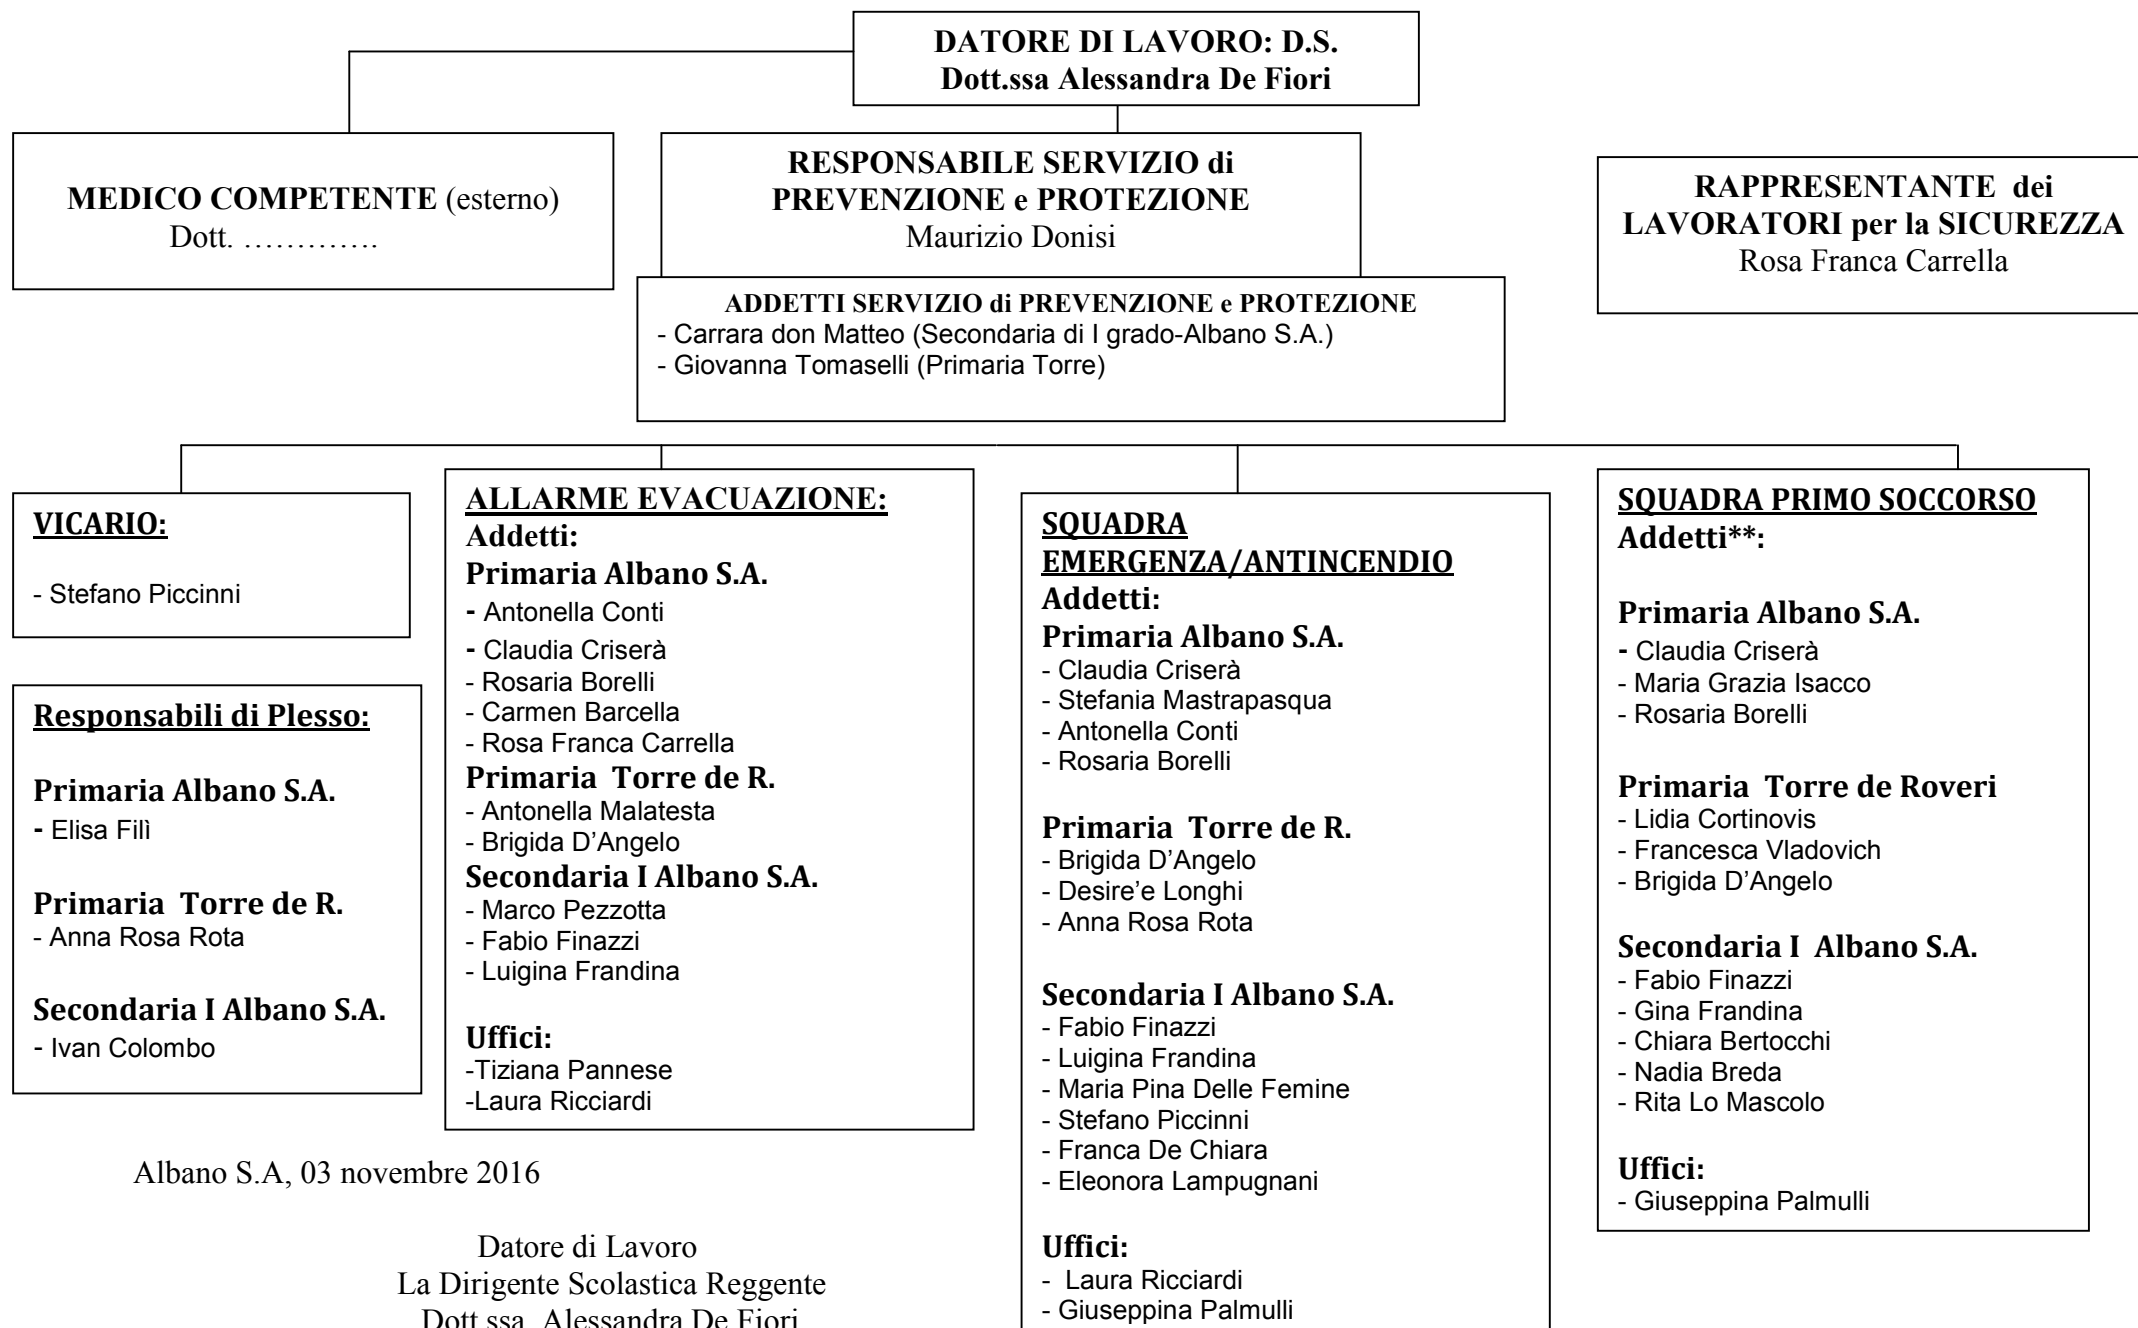 DATORE DI LAVORO: D.S.
Dott.ssa Alessandra De Fiori
MEDICO COMPETENTE (esterno)
Dott. ………….
RESPONSABILE SERVIZIO di
PREVENZIONE e PROTEZIONE
Maurizio Donisi
RAPPRESENTANTE dei
LAVORATORI per la SICUREZZA
Rosa Franca Carrella
ADDETTI SERVIZIO di PREVENZIONE e PROTEZIONE
- Carrara don Matteo (Secondaria di I grado-Albano S.A.)
- Giovanna Tomaselli (Primaria Torre)
VICARIO:
- Stefano Piccinni
Responsabili di Plesso:
Primaria Albano S.A.
- Elisa Filì
Primaria Torre de R.
- Anna Rosa Rota
Secondaria I Albano S.A.
- Ivan Colombo
ALLARME EVACUAZIONE:
Addetti:
Primaria Albano S.A.
- Antonella Conti
- Claudia Criserà
- Rosaria Borelli
- Carmen Barcella
- Rosa Franca Carrella
Primaria Torre de R.
- Antonella Malatesta
- Brigida D’Angelo
Secondaria I Albano S.A.
- Marco Pezzotta
- Fabio Finazzi
- Luigina Frandina
Uffici:
-Tiziana Pannese
-Laura Ricciardi
SQUADRA
EMERGENZA/ANTINCENDIO
Addetti:
Primaria Albano S.A.
- Claudia Criserà
- Stefania Mastrapasqua
- Antonella Conti
- Rosaria Borelli
Primaria Torre de R.
- Brigida D’Angelo
- Desire’e Longhi
- Anna Rosa Rota
Secondaria I Albano S.A.
- Fabio Finazzi
- Luigina Frandina
- Maria Pina Delle Femine
- Stefano Piccinni
- Franca De Chiara
- Eleonora Lampugnani
Uffici:
- Laura Ricciardi
- Giuseppina Palmulli
SQUADRA PRIMO SOCCORSO
Addetti**:
Primaria Albano S.A.
- Claudia Criserà
- Maria Grazia Isacco
- Rosaria Borelli
Primaria Torre de Roveri
- Lidia Cortinovis
- Francesca Vladovich
- Brigida D’Angelo
Secondaria I Albano S.A.
- Fabio Finazzi
- Gina Frandina
- Chiara Bertocchi
- Nadia Breda
- Rita Lo Mascolo
Uffici:
- Giuseppina Palmulli
Albano S.A, 03 novembre 2016
Datore di Lavoro
La Dirigente Scolastica Reggente
Dott.ssa Alessandra De Fiori